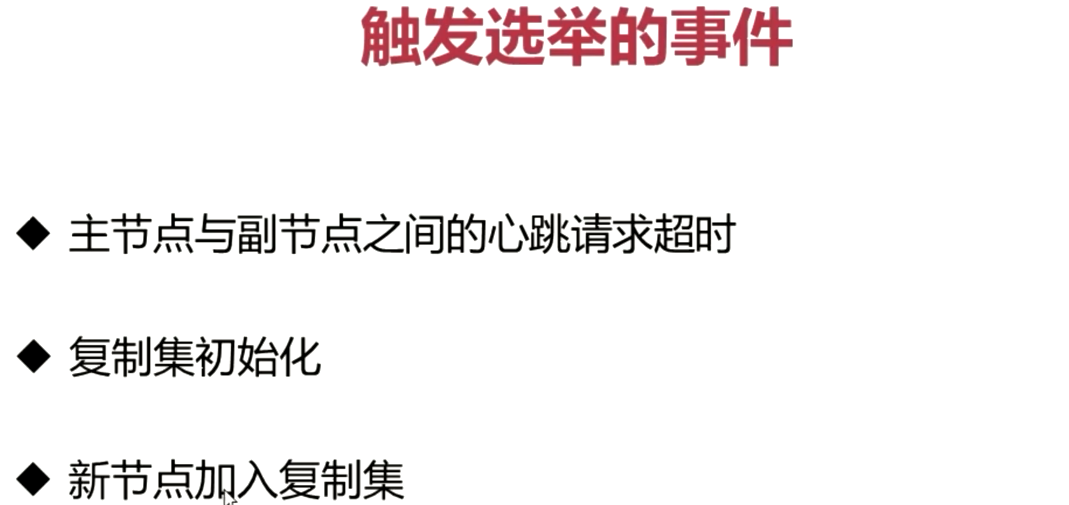 触发选举的事件
◆ 主节点与副节点之间的心跳请求超时
◆ 复制集初始化
◆ 新节点加入复制集